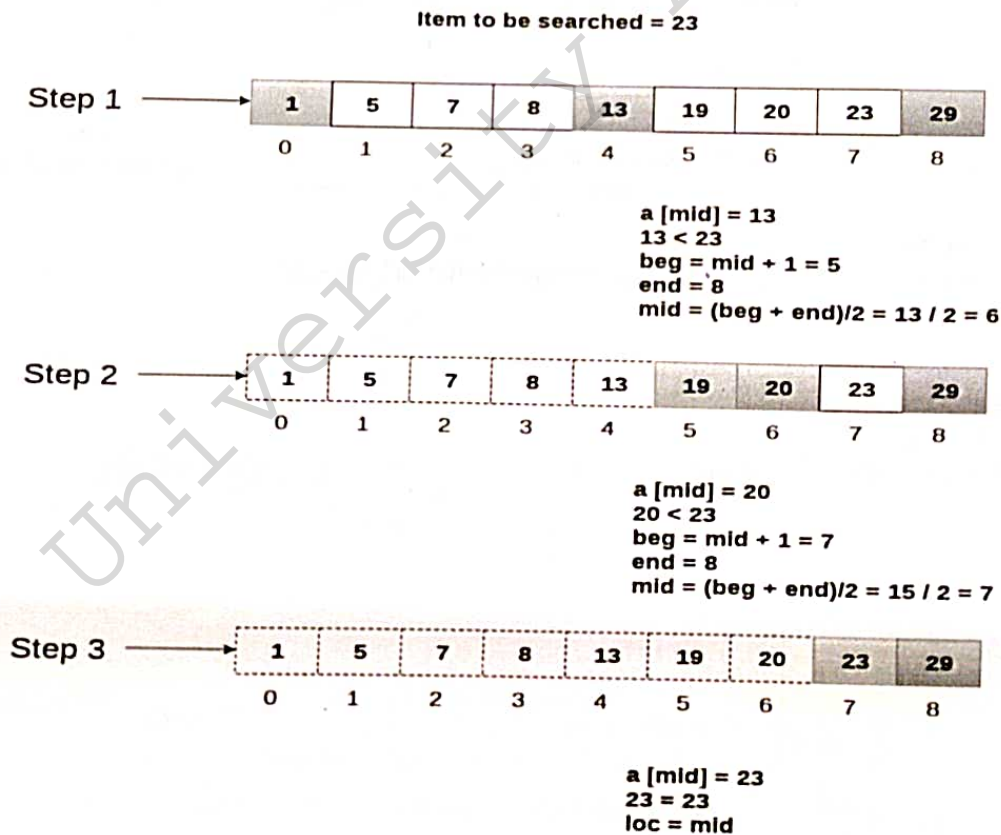 Item to be searched = 23
Step 1
1 5 7 8 13 19 20 23 29
0 1 2 3 4 5 6 7 8
a [mid] = 13
13 < 23
beg = mid + 1 = 5
end = 8
mid = (beg + end)/2 = 13 / 2 = 6
Step 2
1 5 7 8 13 19 20 23 29
0 1 2 3 4 5 6 7 8
a [mid] = 20
20 < 23
beg = mid + 1 = 7
end = 8
mid = (beg + end)/2 = 15 / 2 = 7
Step 3
1 5 7 8 13 19 20 23 29
0 1 2 3 4 5 6 7 8
a [mid] = 23
23 = 23
loc = mid
University